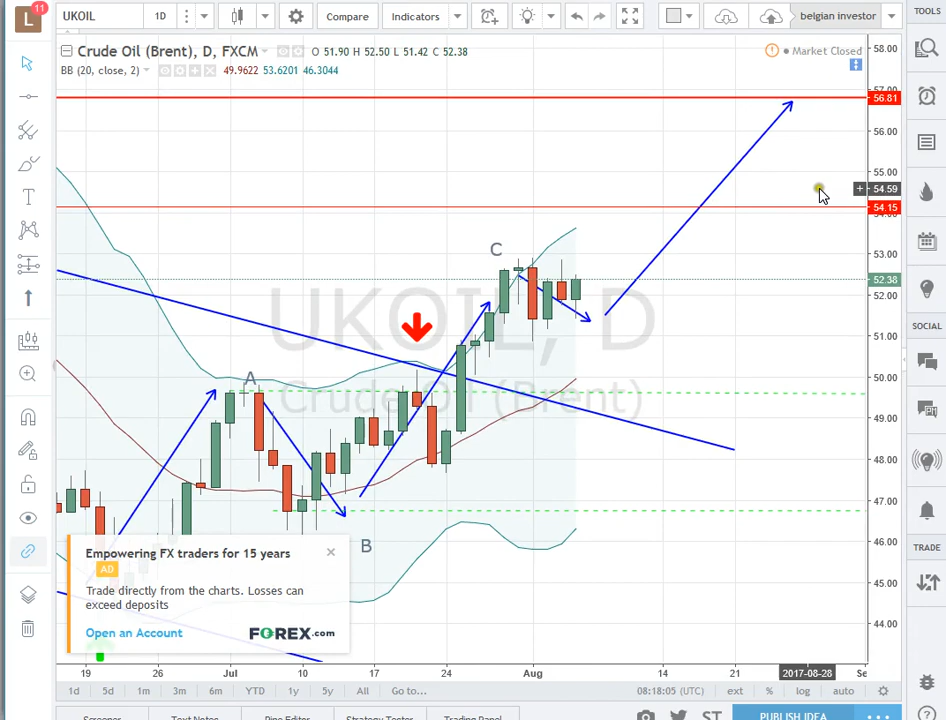 L 11 UKOIL 1D Compare Indicators belgian investor TOOLS
Crude Oil (Brent), D, FXCM O 51.90 H 52.50 L 51.42 C 52.38
Market Closed
BB (20, close, 2) 49.9622 53.6201 46.3044
58.00
57.00
56.81
56.00
55.00
54.59
54.15
53.00
52.38
52.00
51.00
50.00
49.00
48.00
47.00
46.00
45.00
44.00
C
A
B
UKOIL, D
Crude Oil (Brent)
SOCIAL
TRADE
Empowering FX traders for 15 years
AD
Trade directly from the charts. Losses can
exceed deposits
Open an Account FOREX.com
19 26 Jul 10 17 24 Aug 14 21 2017-08-28 Se
1d 5d 1m 3m 6m YTD 1y 5y All Go to... 08:18:05 (UTC) ext % log auto
Screener Text Notes Pine Editor Strategy Tester Trading Panel ST PUBLISH IDEA